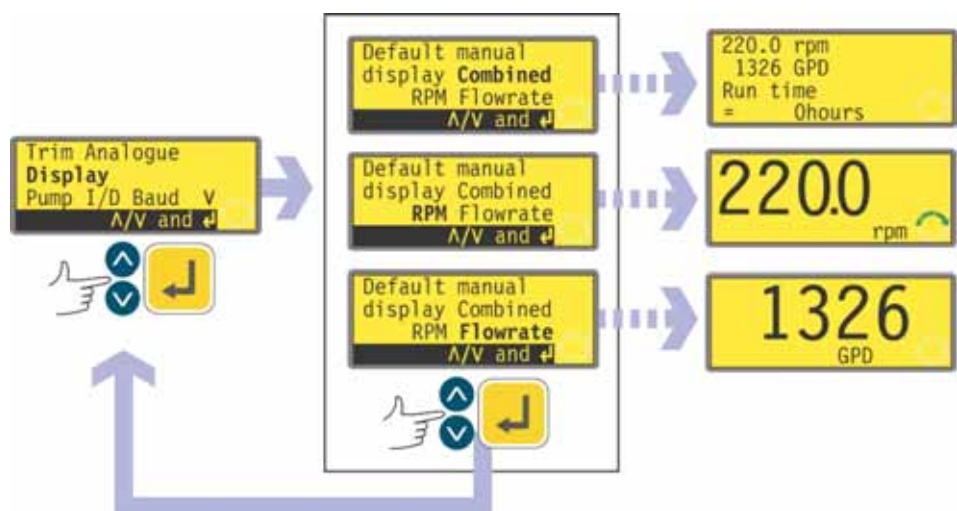 Trim Analogue
Display
Pump I/D Baud V
Λ/V and ↲
Default manual
display Combined
RPM Flowrate
Λ/V and ↲
220.0 rpm
1326 GPD
Run time
= 0hours
Default manual
display Combined
RPM Flowrate
Λ/V and ↲
220.0
rpm
Default manual
display Combined
RPM Flowrate
Λ/V and ↲
1326
GPD